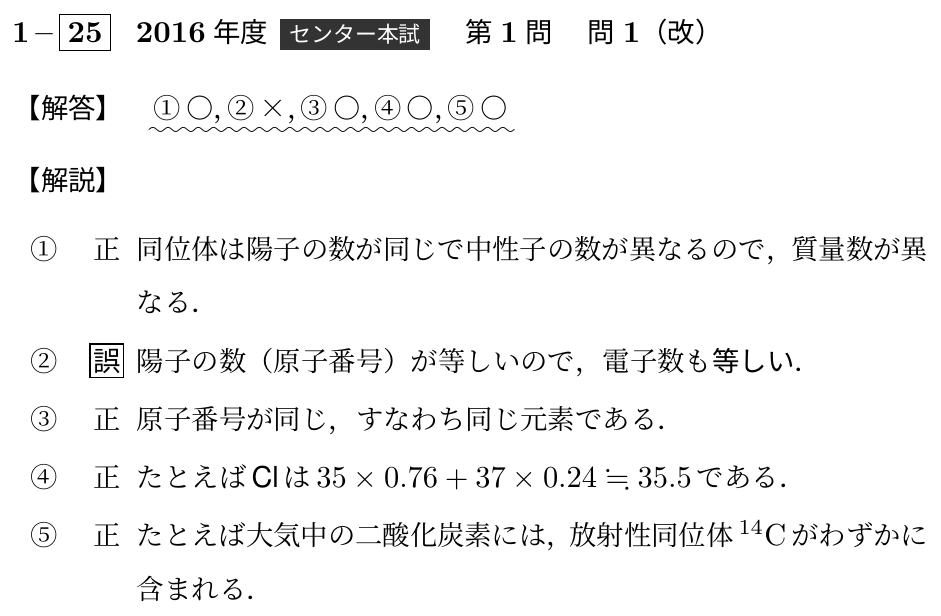 1－25 2016 年度 センター本試 第 1 問 問 1（改）
【解答】 ①○, ②×, ③○, ④○, ⑤○
【解説】
① 正 同位体は陽子の数が同じで中性子の数が異なるので，質量数が異
なる．
② 誤 陽子の数（原子番号）が等しいので，電子数も等しい．
③ 正 原子番号が同じ，すなわち同じ元素である．
④ 正 たとえば Cl は 35 × 0.76 + 37 × 0.24 ≒ 35.5 である．
⑤ 正 たとえば大気中の二酸化炭素には，放射性同位体 ¹⁴C がわずかに
含まれる．